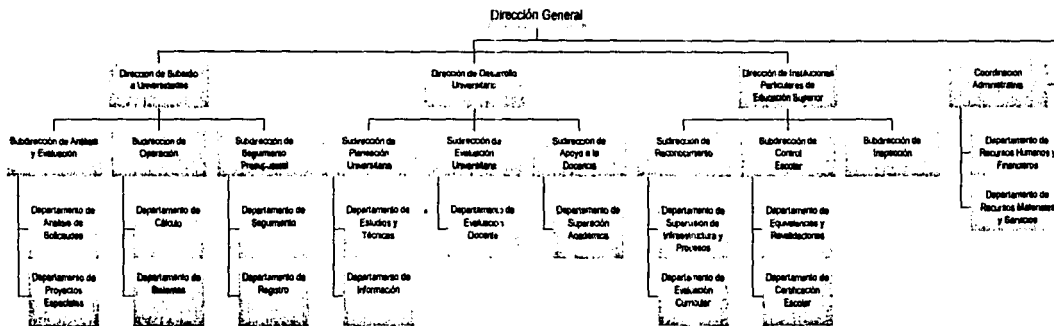 Dirección General
Dirección de Subsidio
a Universidades
Dirección de Desarrollo
Universitario
Dirección de Instituciones
Particulares de
Educación Superior
Coordinacion
Administrativa
Subdirección de Análisis
y Evaluación
Subdirección de
Operación
Subdirección de
Seguimiento
Presupuestal
Subdirección de
Planeación
Universitaria
Subdirección de
Evaluación
Universitaria
Subdirección de
Apoyo a la
Docencia
Subdirección de
Reconocimiento
Subdirección de
Control
Escolar
Subdirección de
Inspección
Departamento de
Recursos Humanos y
Financieros
Departamento de
Análisis de
Solicitudes
Departamento de
Cálculo
Departamento de
Seguimiento
Departamento de
Estudios y
Técnicas
Departamento de
Evaluacion
Docente
Departamento de
Superación
Académica
Departamento de
Supervisión de
Infraestructura y
Procesos
Departamento de
Equivalencias y
Revalidaciones
Departamento de
Recursos Materiales
y Servicios
Departamento de
Proyectos
Especiales
Departamento de
Departamento de
Registro
Departamento de
Información
Departamento de
Evaluación
Curricular
Departamento de
Certificación
Escolar